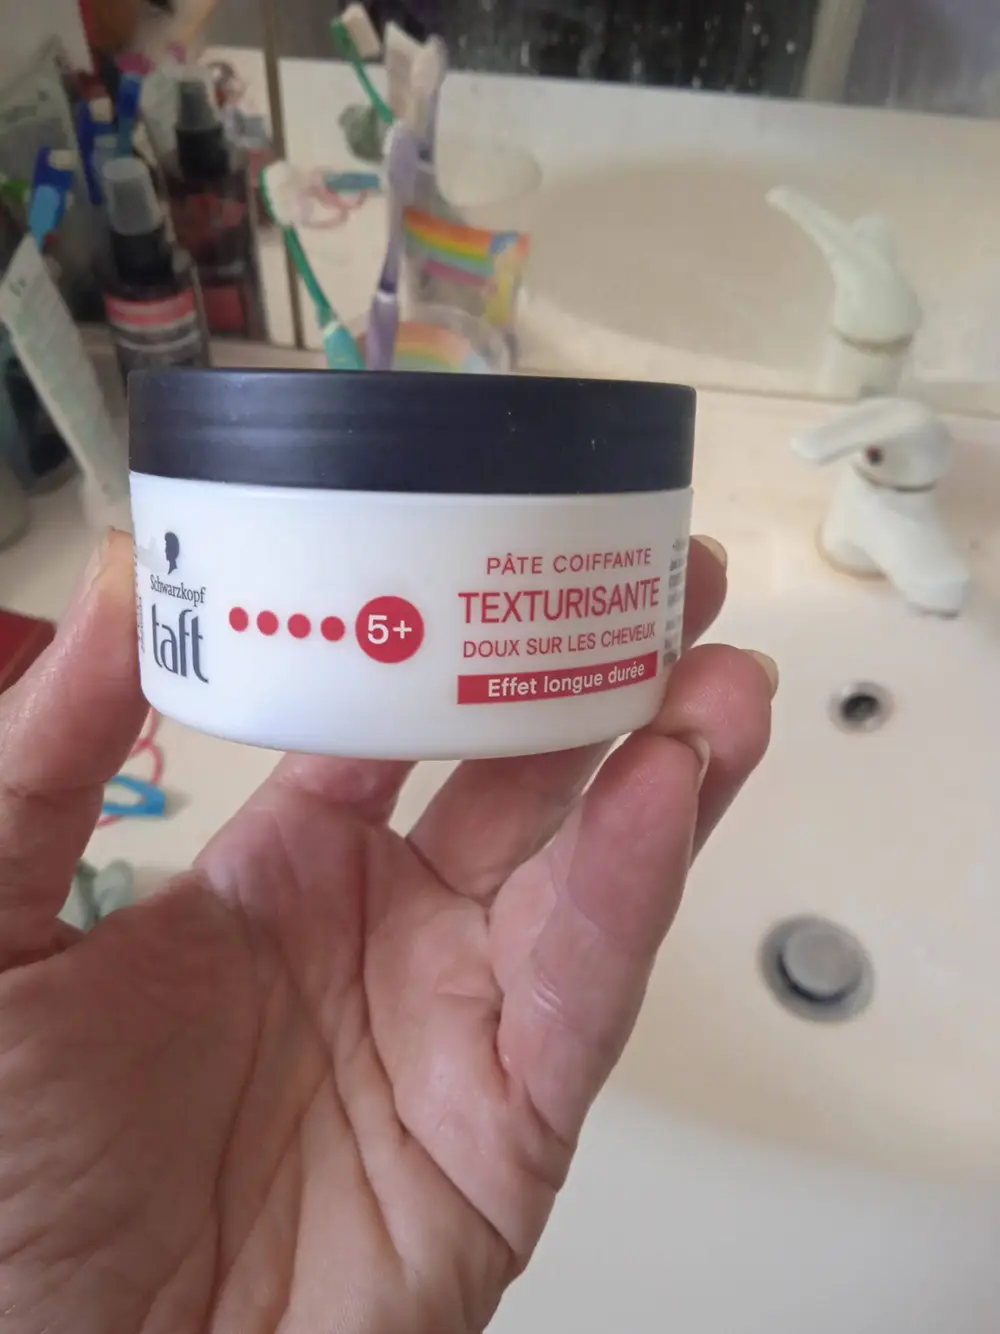 Schwarzkopf
taft
5+
PÂTE COIFFANTE
TEXTURISANTE
DOUX SUR LES CHEVEUX
Effet longue durée